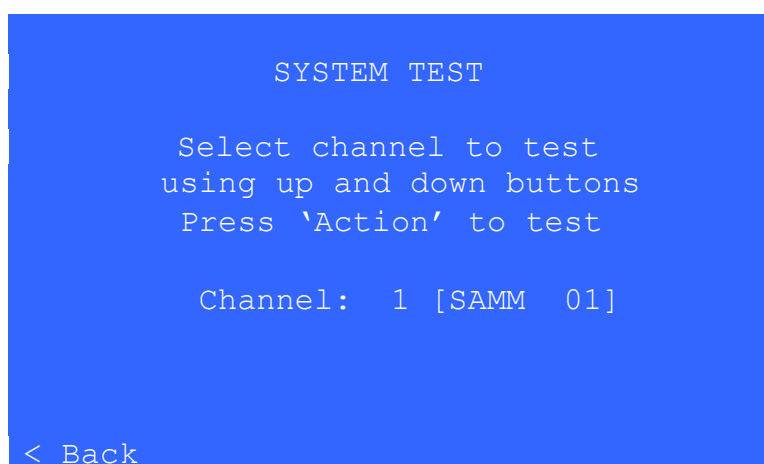 SYSTEM TEST
Select channel to test
using up and down buttons
Press ‘Action’ to test
Channel: 1 [SAMM 01]
< Back